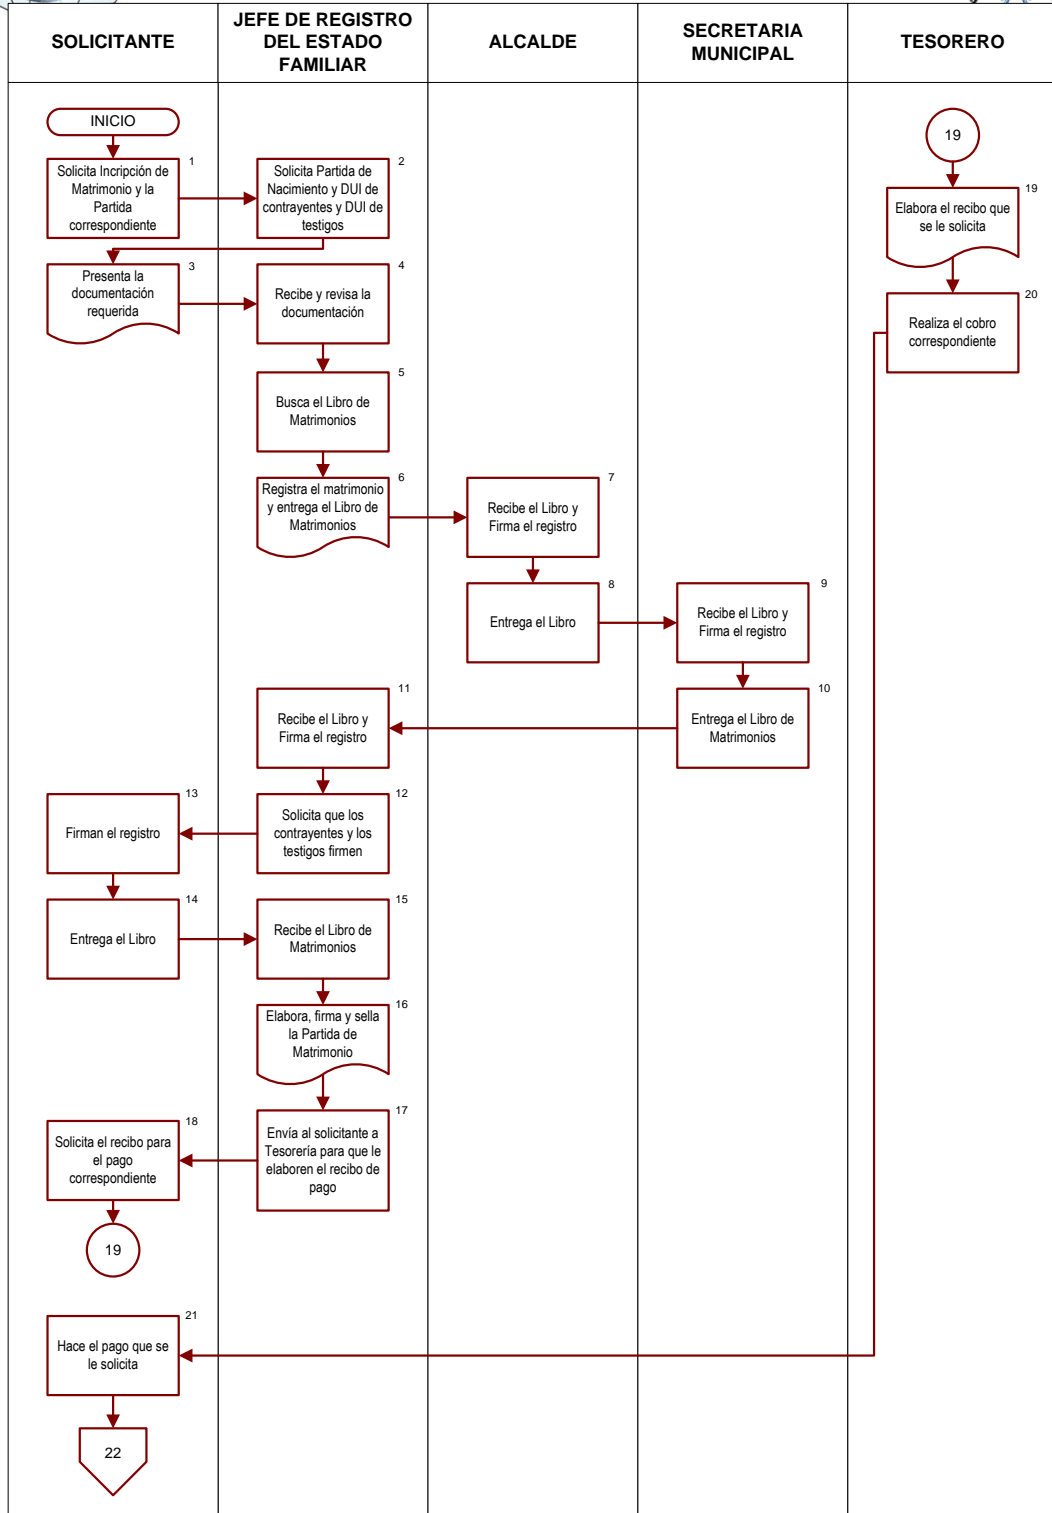 SOLICITANTE
JEFE DE REGISTRO
DEL ESTADO
FAMILIAR
ALCALDE
SECRETARIA
MUNICIPAL
TESORERO
INICIO
1
Solicita Incripción de
Matrimonio y la
Partida
correspondiente
2
Solicita Partida de
Nacimiento y DUI de
contrayentes y DUI de
testigos
3
Presenta la
documentación
requerida
4
Recibe y revisa la
documentación
5
Busca el Libro de
Matrimonios
6
Registra el matrimonio
y entrega el Libro de
Matrimonios
7
Recibe el Libro y
Firma el registro
8
Entrega el Libro
9
Recibe el Libro y
Firma el registro
10
Entrega el Libro de
Matrimonios
11
Recibe el Libro y
Firma el registro
12
Solicita que los
contrayentes y los
testigos firmen
13
Firman el registro
14
Entrega el Libro
15
Recibe el Libro de
Matrimonios
16
Elabora, firma y sella
la Partida de
Matrimonio
17
Envía al solicitante a
Tesorería para que le
elaboren el recibo de
pago
18
Solicita el recibo para
el pago
correspondiente
19
19
19
Elabora el recibo que
se le solicita
20
Realiza el cobro
correspondiente
21
Hace el pago que se
le solicita
22